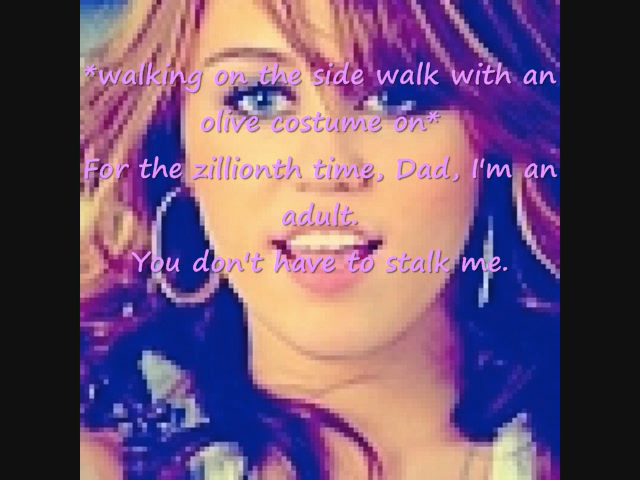 *walking on the side walk with an
olive costume on*
For the zillionth time, Dad, I'm an
adult.
You don't have to stalk me.